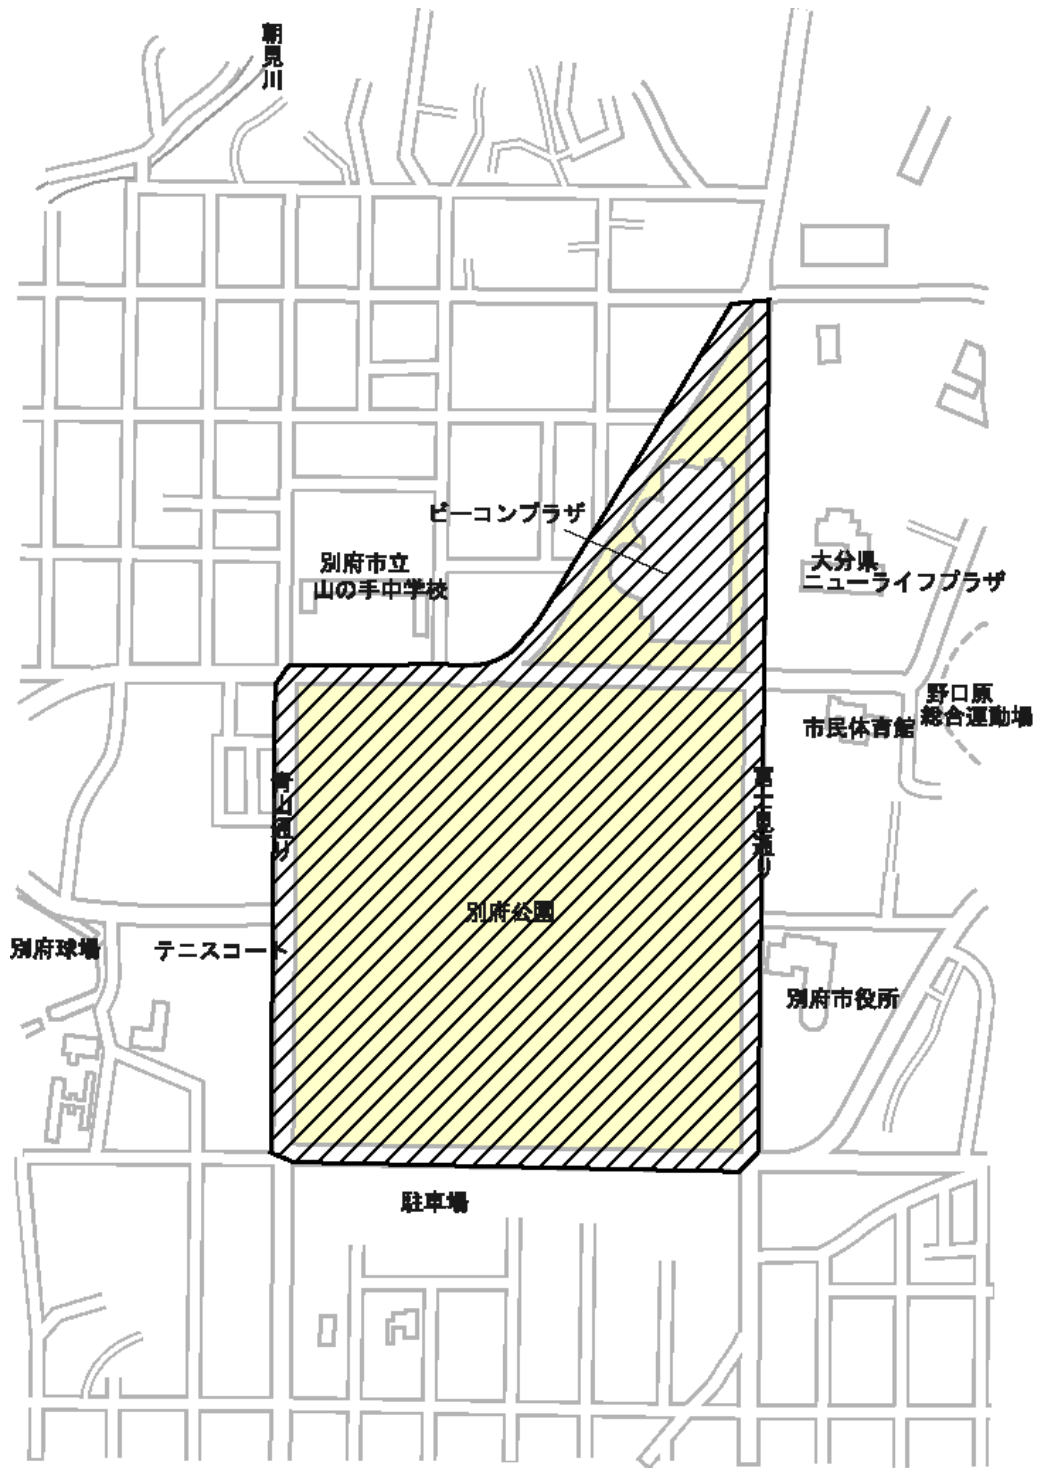 朝見川
ビーコンプラザ
別府市立
山の手中学校
大分県
ニューライフプラザ
野口原
総合運動場
市民体育館
青山通り
富士見通り
別府公園
別府球場
テニスコート
別府市役所
駐車場